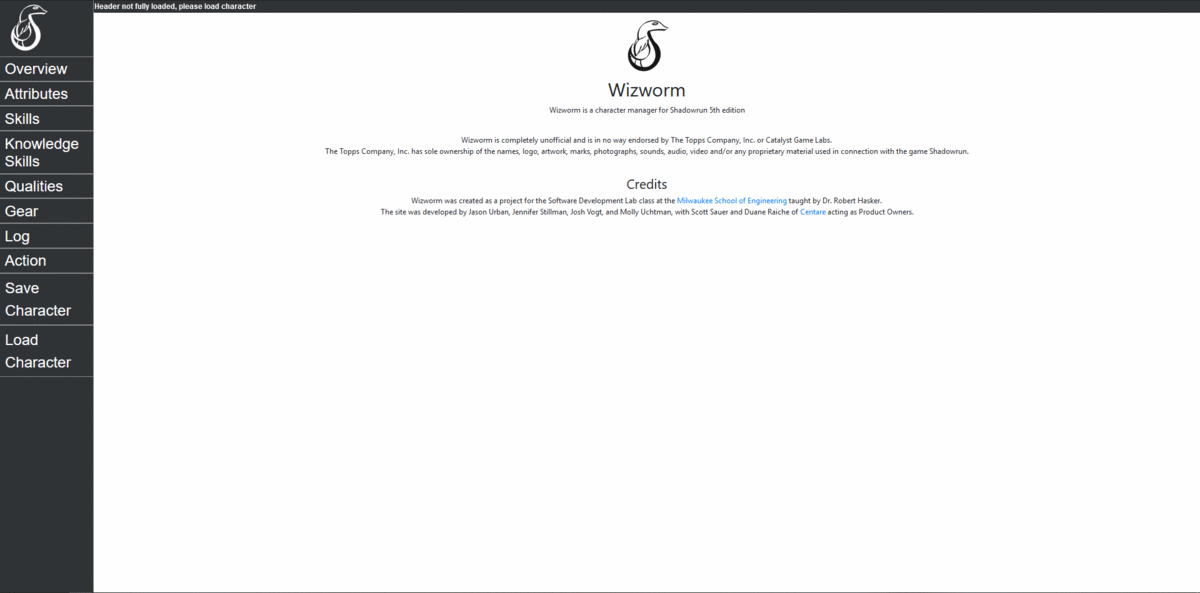 Header not fully loaded, please load character
Overview
Attributes
Skills
Knowledge
Skills
Qualities
Gear
Log
Action
Save
Character
Load
Character
Wizworm
Wizworm is a character manager for Shadowrun 5th edition
Wizworm is completely unofficial and is in no way endorsed by The Topps Company, Inc. or Catalyst Game Labs.
The Topps Company, Inc. has sole ownership of the names, logo, artwork, marks, photographs, sounds, audio, video and/or any proprietary material used in connection with the game Shadowrun.
Credits
Wizworm was created as a project for the Software Development Lab class at the Milwaukee School of Engineering taught by Dr. Robert Hasker.
The site was developed by Jason Urban, Jennifer Stillman, Josh Vogt, and Molly Uchtman, with Scott Sauer and Duane Raiche of Centare acting as Product Owners.